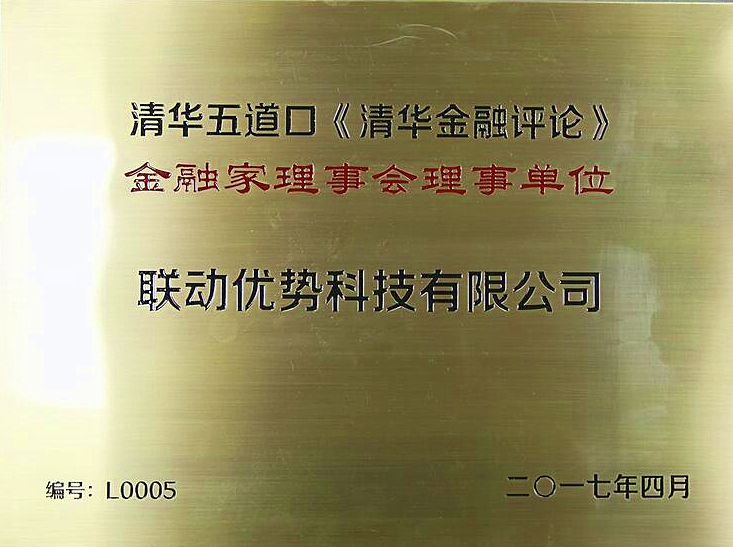 清华五道口《清华金融评论》
金融家理事会理事单位
联动优势科技有限公司
编号：L0005
二〇一七年四月